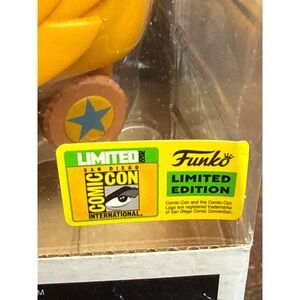 LIMITED
SAN DIEGO
COMIC CON
INTERNATIONAL
Funko
LIMITED
EDITION
Comic-Con and the Comic-Con
Logo are registered trademarks
of San Diego Comic Convention.